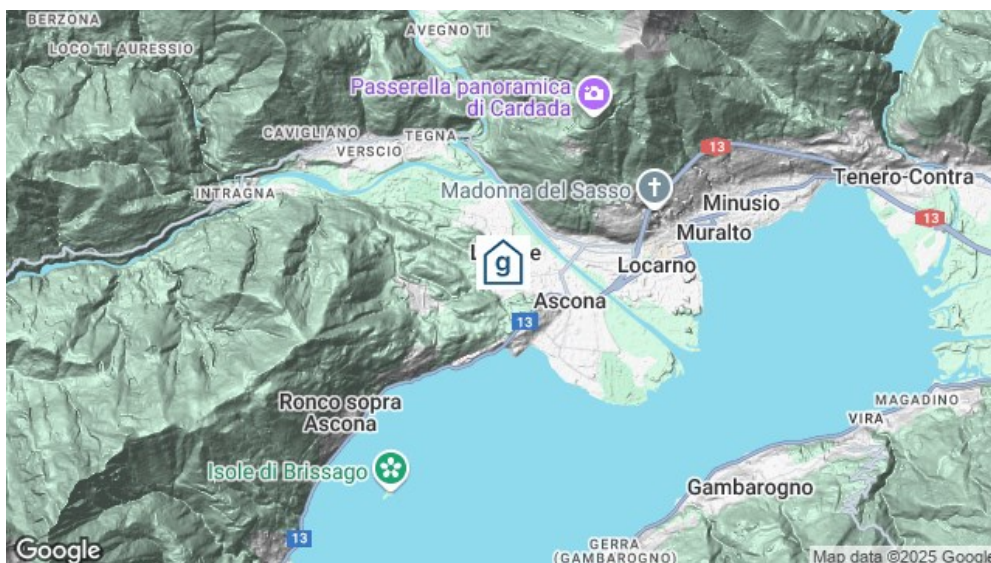 BERZONA
LOCO TI AURESSIO
AVEGNO TI
Passerella panoramica
di Cardada
CAVIGLIANO
TEGNA
VERSCIO
13
INTRAGNA
Madonna del Sasso
Tenero-Contra
Minusio
13
Muralto
g
Locarno
Ascona
13
Ronco sopra
Ascona
MAGADINO
VIRA
Isole di Brissago
Gambarogno
13
GERRA
(GAMBAROGNO)
Google
Map data ©2025 Google